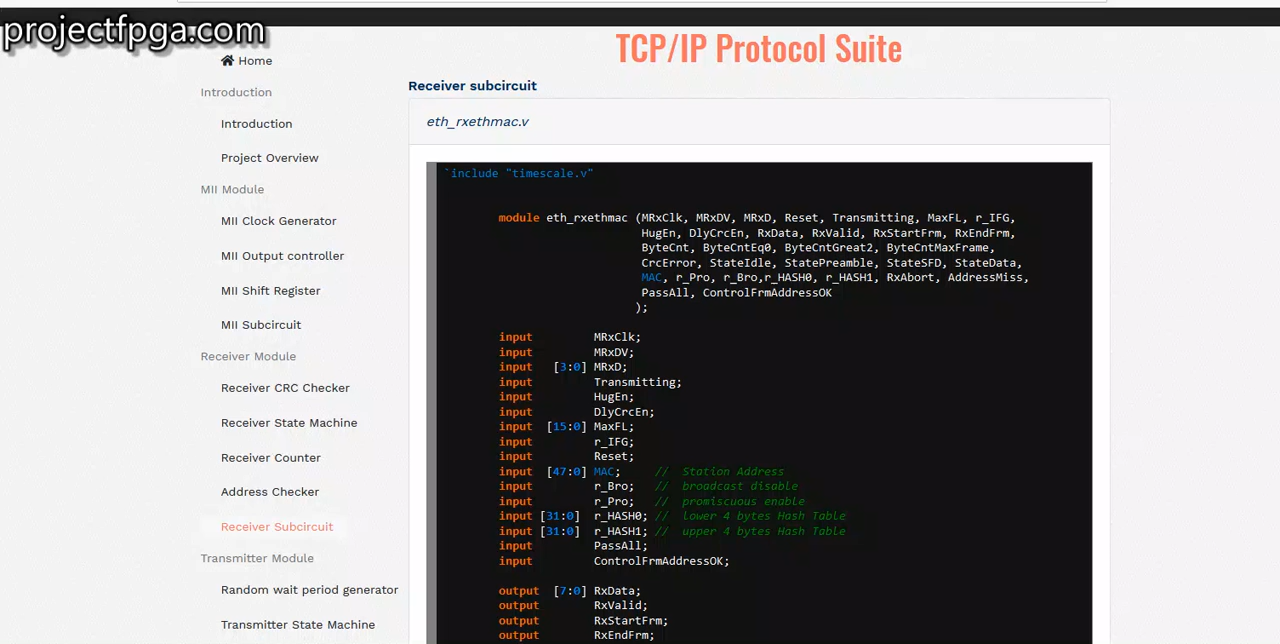 projectfpga.com
TCP/IP Protocol Suite
Home
Introduction
Introduction
Project Overview
MII Module
MII Clock Generator
MII Output controller
MII Shift Register
MII Subcircuit
Receiver Module
Receiver CRC Checker
Receiver State Machine
Receiver Counter
Address Checker
Receiver Subcircuit
Transmitter Module
Random wait period generator
Transmitter State Machine
Receiver subcircuit
eth_rxethmac.v
`include "timescale.v"
module eth_rxethmac (MRxClk, MRxDV, MRxD, Reset, Transmitting, MaxFL, r_IFG,
HugEn, DlyCrcEn, RxData, RxValid, RxStartFrm, RxEndFrm,
ByteCnt, ByteCntEq0, ByteCntGreat2, ByteCntMaxFrame,
CrcError, StateIdle, StatePreamble, StateSFD, StateData,
MAC, r_Pro, r_Bro,r_HASH0, r_HASH1, RxAbort, AddressMiss,
PassAll, ControlFrmAddressOK
);
input MRxClk;
input MRxDV;
input [3:0] MRxD;
input Transmitting;
input HugEn;
input DlyCrcEn;
input [15:0] MaxFL;
input r_IFG;
input Reset;
input [47:0] MAC; // Station Address
input r_Bro; // broadcast disable
input r_Pro; // promiscuous enable
input [31:0] r_HASH0; // lower 4 bytes Hash Table
input [31:0] r_HASH1; // upper 4 bytes Hash Table
input PassAll;
input ControlFrmAddressOK;
output [7:0] RxData;
output RxValid;
output RxStartFrm;
output RxEndFrm;